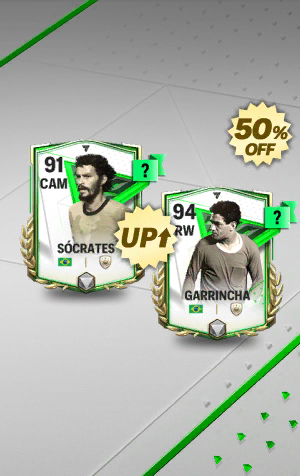 50%
OFF
91
CAM
?
SÓCRATES
UP
94
RW
?
GARRINCHA